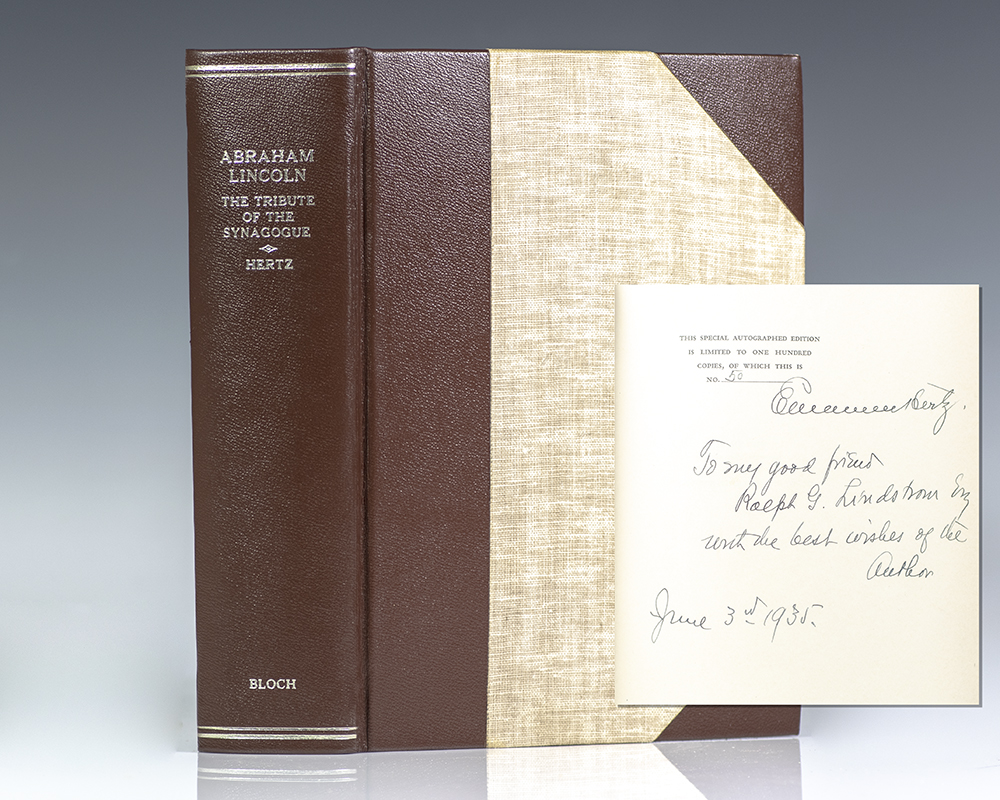 ABRAHAM
LINCOLN
THE TRIBUTE
OF THE
SYNAGOGUE
HERTZ
BLOCH
THIS SPECIAL AUTOGRAPHED EDITION
IS LIMITED TO ONE HUNDRED
COPIES, OF WHICH THIS IS
NO. 50
Emanuel Hertz.
To my good friend
Ralph G. Lindstrom Esq
with the best wishes of the
Author
June 3rd 1935.